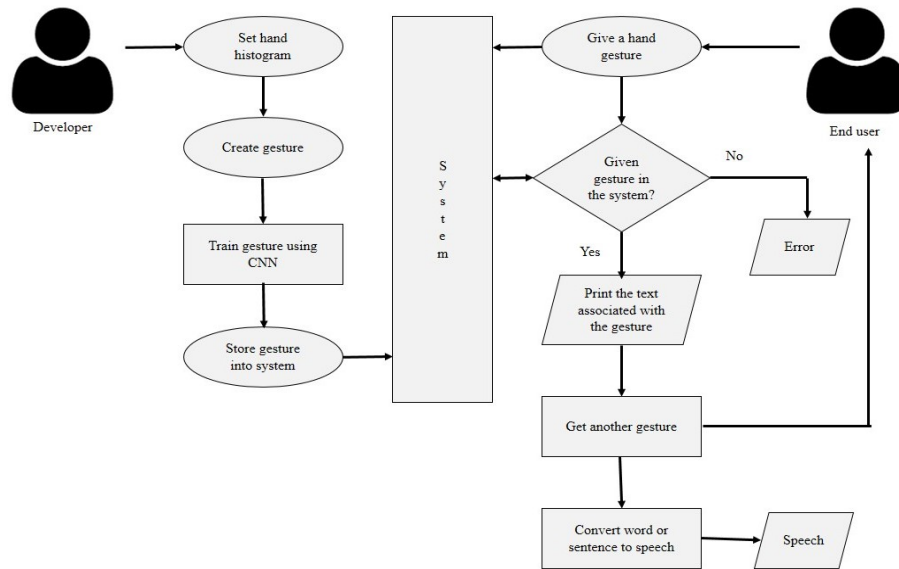 Set hand
histogram
Developer
Create gesture
Train gesture using
CNN
Store gesture
into system
S
y
s
t
e
m
Give a hand
gesture
End user
Given
gesture in
the system?
No
Error
Yes
Print the text
associated with
the gesture
Get another gesture
Convert word or
sentence to speech
Speech